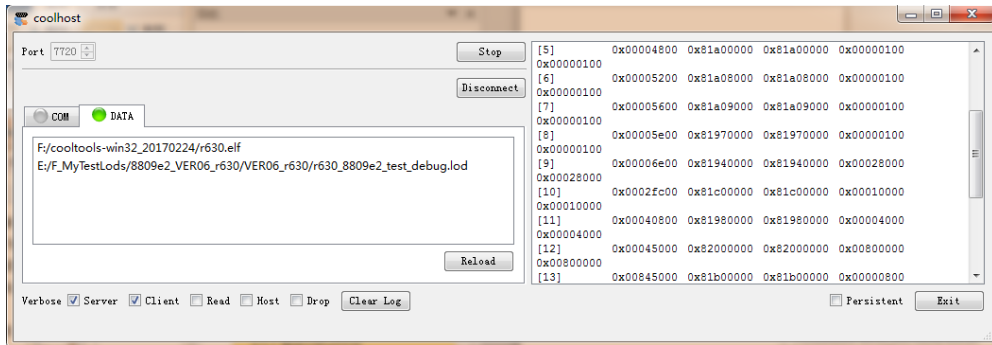 coolhost
Port 7720
Stop
Disconnect
COM DATA
F:/cooltools-win32_20170224/r630.elf
E:/F_MyTestLods/8809e2_VER06_r630/VER06_r630/r630_8809e2_test_debug.lod
Reload
[5] 0x00004800 0x81a00000 0x81a00000 0x00000100
0x00000100
[6] 0x00005200 0x81a08000 0x81a08000 0x00000100
0x00000100
[7] 0x00005600 0x81a09000 0x81a09000 0x00000100
0x00000100
[8] 0x00005e00 0x81970000 0x81970000 0x00000100
0x00000100
[9] 0x00006e00 0x81940000 0x81940000 0x00028000
0x00028000
[10] 0x0002fc00 0x81c00000 0x81c00000 0x00010000
0x00010000
[11] 0x00040800 0x81980000 0x81980000 0x00004000
0x00004000
[12] 0x00045000 0x82000000 0x82000000 0x00800000
0x00800000
[13] 0x00845000 0x81b00000 0x81b00000 0x00000800
Verbose Server Client Read Host Drop Clear Log
Persistent Exit